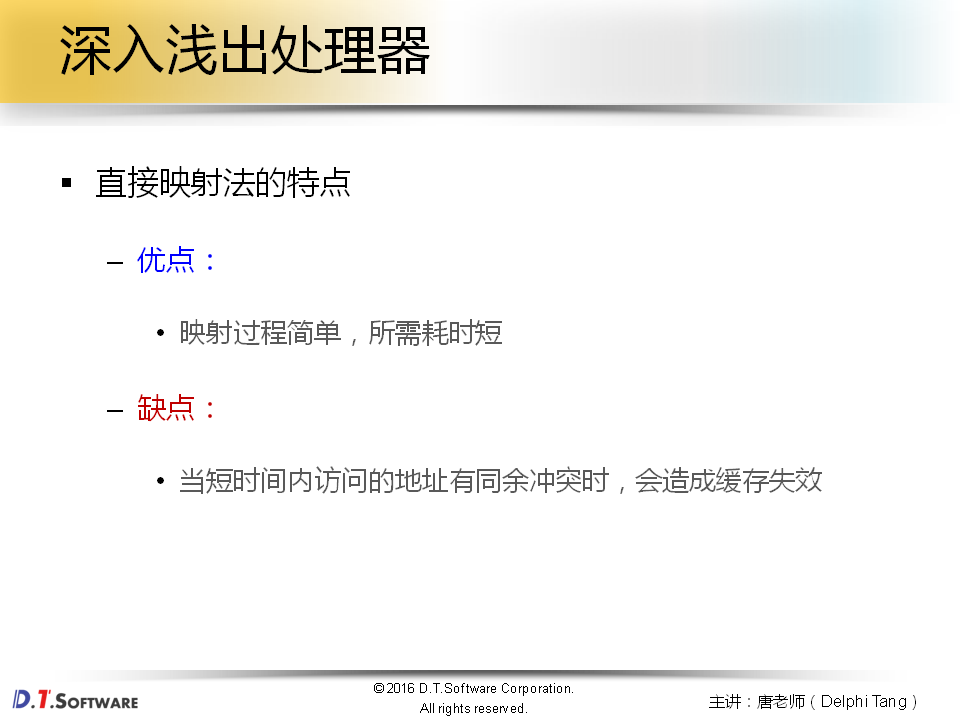 深入浅出处理器
▪ 直接映射法的特点
– 优点：
• 映射过程简单，所需耗时短
– 缺点：
• 当短时间内访问的地址有同余冲突时，会造成缓存失效
D.T.SOFTWARE
©2016 D.T.Software Corporation.
All rights reserved.
主讲：唐老师（Delphi Tang）